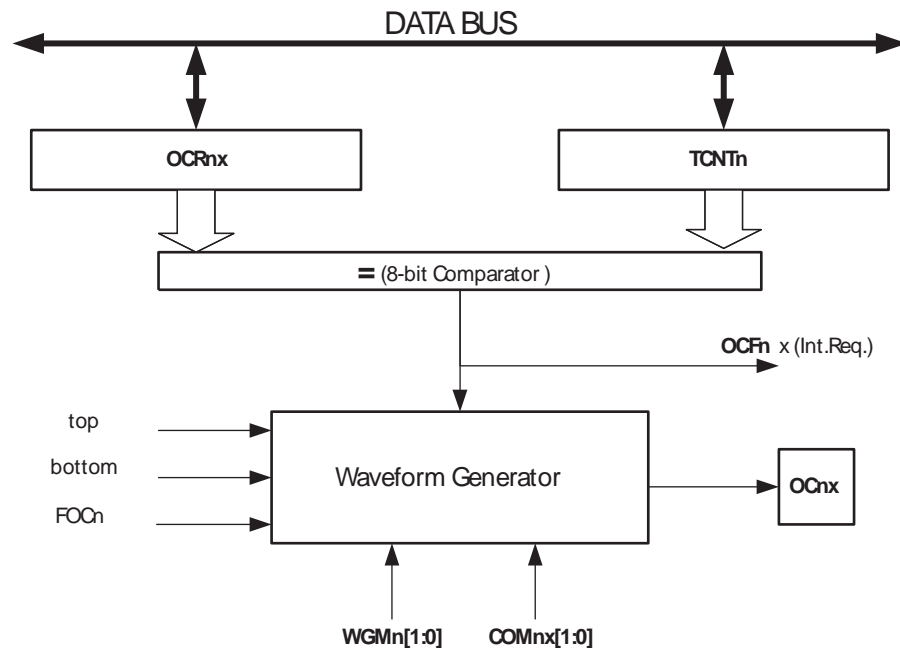 DATA BUS
OCRnx
TCNTn
= (8-bit Comparator )
OCFn x (Int.Req.)
top
bottom
FOCn
Waveform Generator
OCnx
WGMn[1:0]
COMnx[1:0]